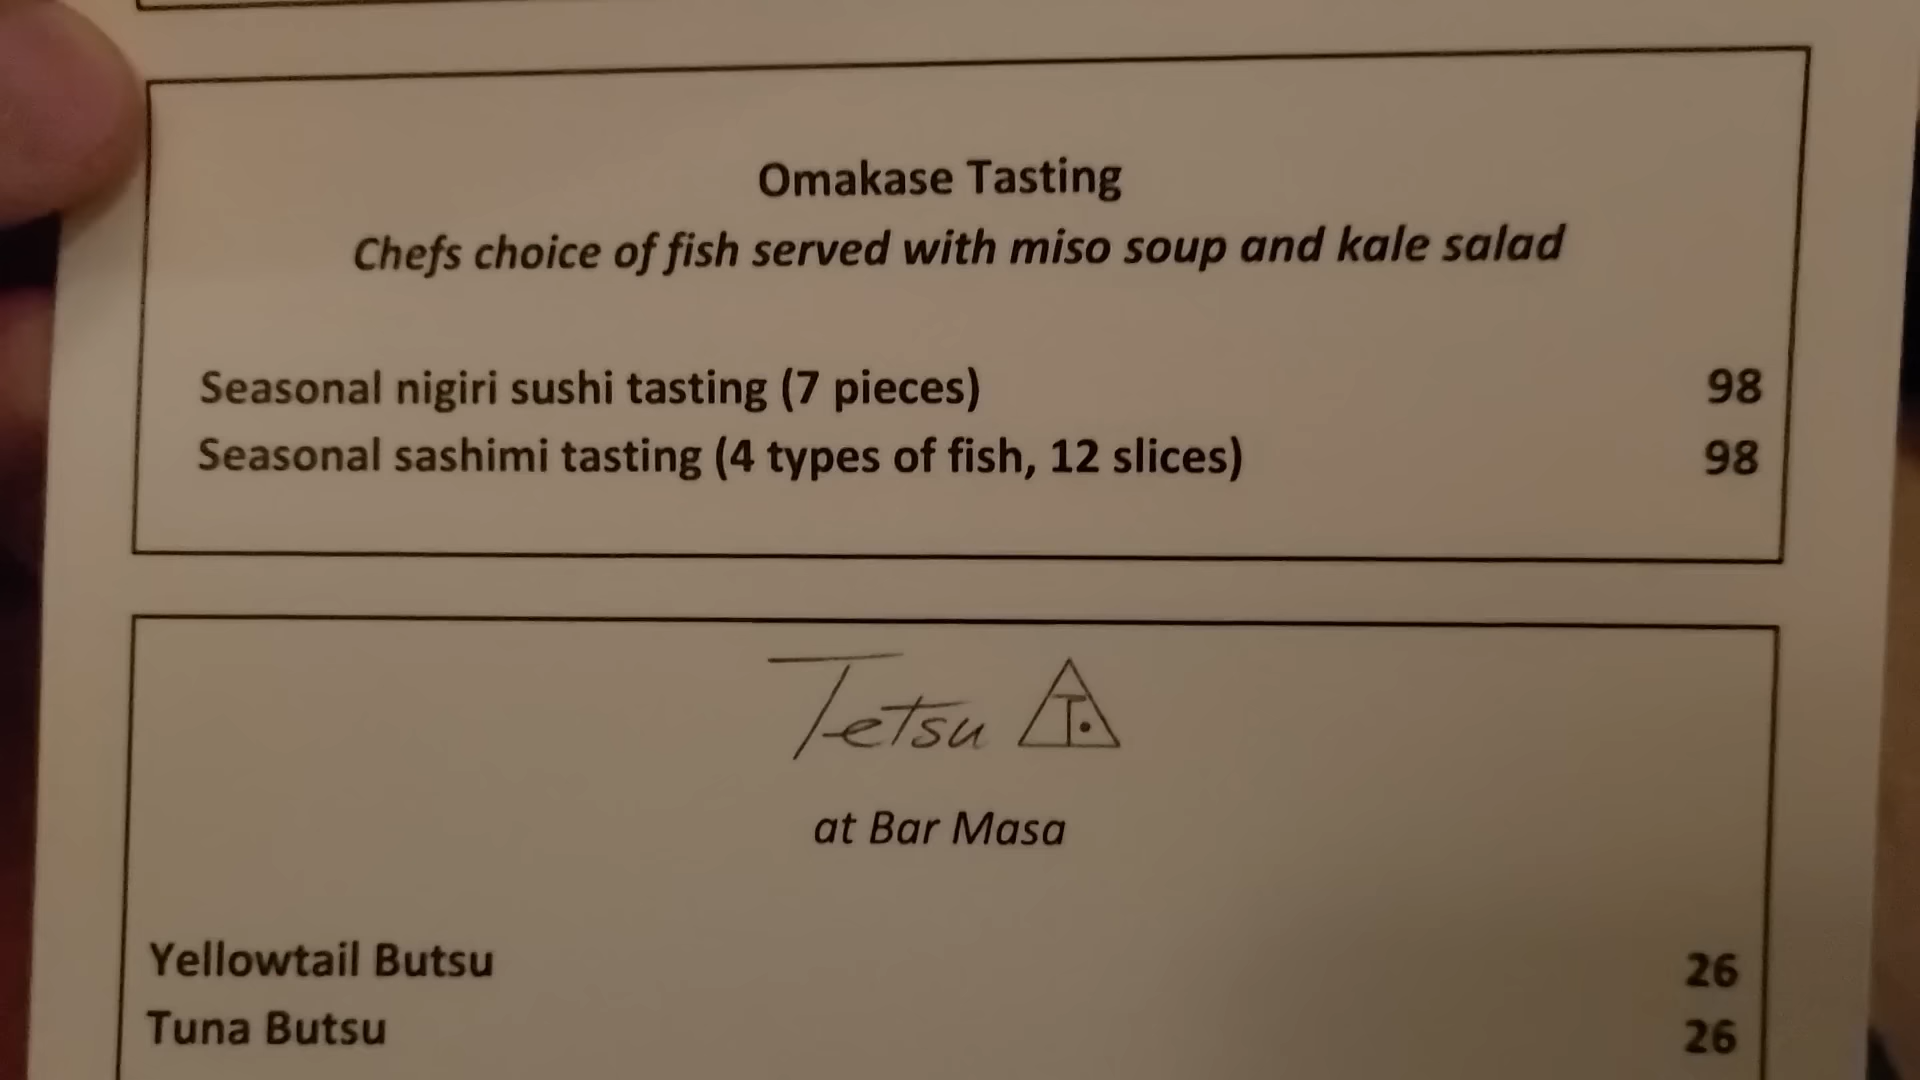 Omakase Tasting
Chefs choice of fish served with miso soup and kale salad
Seasonal nigiri sushi tasting (7 pieces) 98
Seasonal sashimi tasting (4 types of fish, 12 slices) 98
Tetsu T.
at Bar Masa
Yellowtail Butsu 26
Tuna Butsu 26